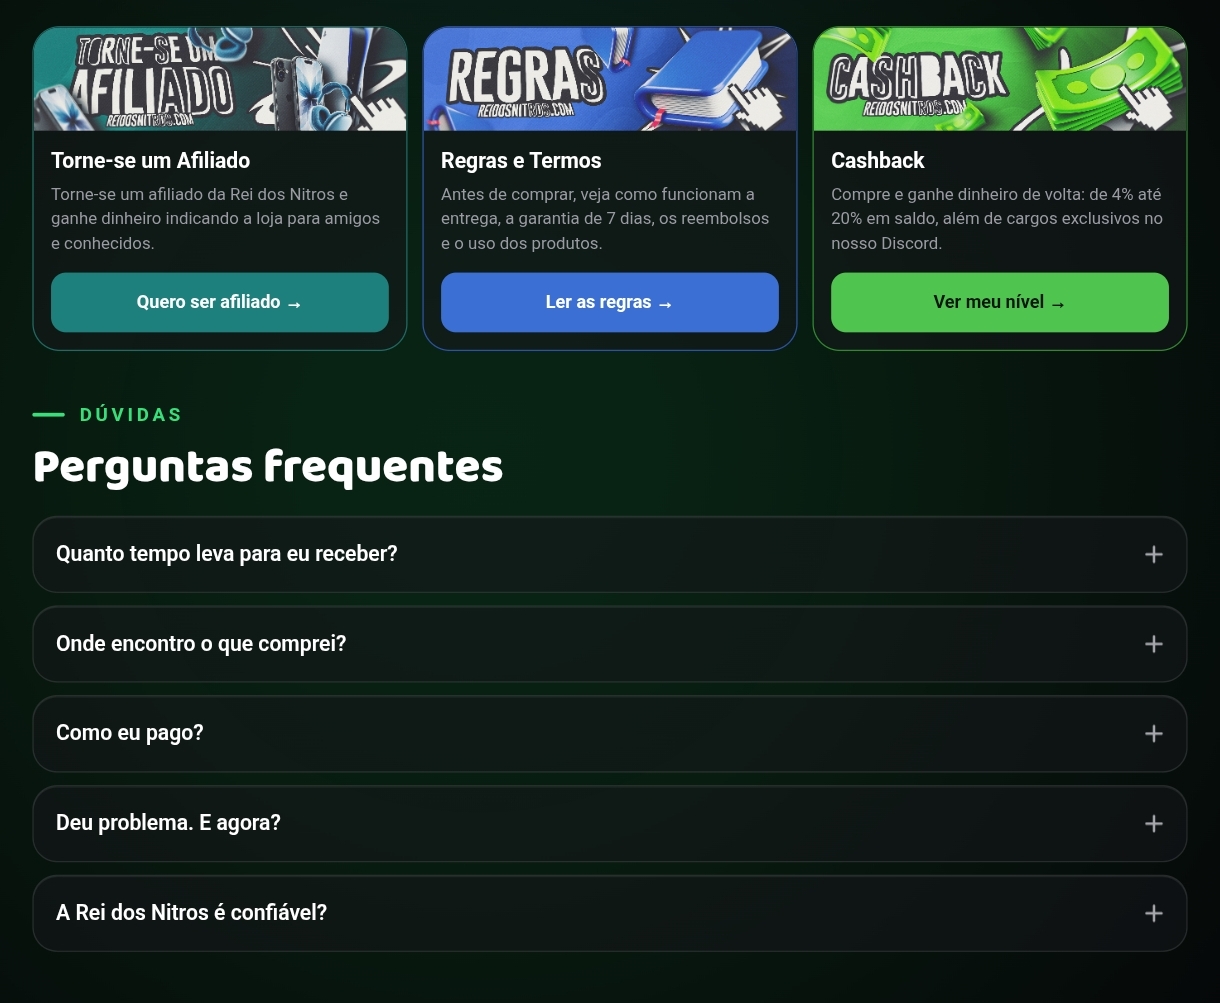 TORNE-SE UM
AFILIADO
REIDOSNITROS.COM
Torne-se um Afiliado
Torne-se um afiliado da Rei dos Nitros e
ganhe dinheiro indicando a loja para amigos
e conhecidos.
Quero ser afiliado →
REGRAS
REIDOSNITROS.COM
Regras e Termos
Antes de comprar, veja como funcionam a
entrega, a garantia de 7 dias, os reembolsos
e o uso dos produtos.
Ler as regras →
CASHBACK
REIDOSNITROS.COM
Cashback
Compre e ganhe dinheiro de volta: de 4% até
20% em saldo, além de cargos exclusivos no
nosso Discord.
Ver meu nível →
DÚVIDAS
Perguntas frequentes
Quanto tempo leva para eu receber?
Onde encontro o que comprei?
Como eu pago?
Deu problema. E agora?
A Rei dos Nitros é confiável?